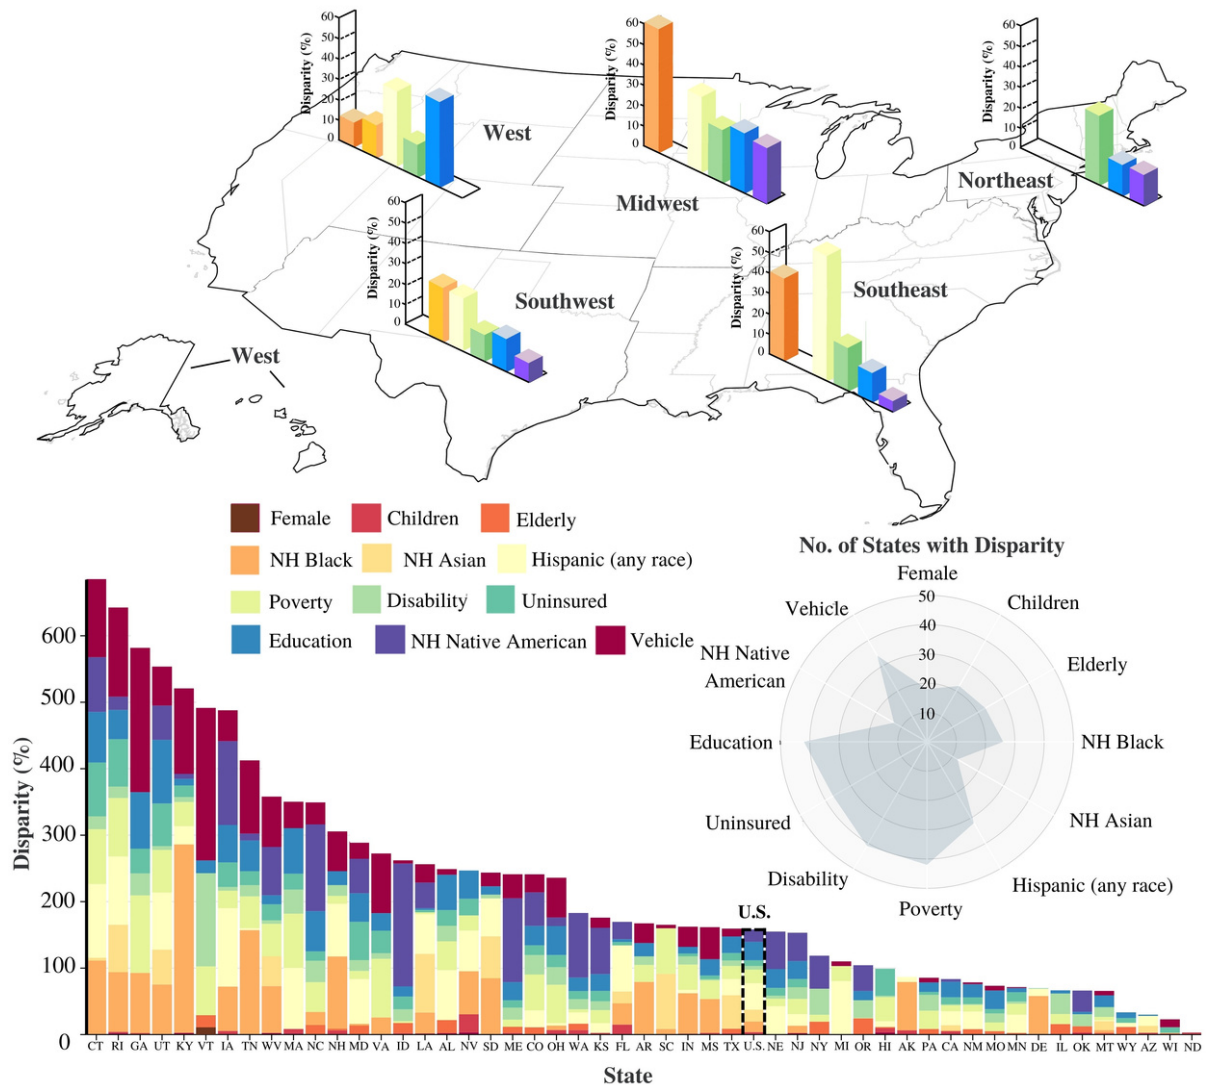 60
50
40
30
20
10
0
Disparity (%)
West
60
50
40
30
20
10
0
Disparity (%)
Midwest
60
50
40
30
20
10
0
Disparity (%)
Northeast
60
50
40
30
20
10
0
Disparity (%)
Southwest
60
50
40
30
20
10
0
Disparity (%)
Southeast
West
Female
Children
Elderly
NH Black
NH Asian
Hispanic (any race)
Poverty
Disability
Uninsured
Education
NH Native American
Vehicle
No. of States with Disparity
Female
Children
Elderly
NH Black
NH Asian
Hispanic (any race)
Poverty
Disability
Uninsured
Education
NH Native
American
Vehicle
50
40
30
20
10
Disparity (%)
600
500
400
300
200
100
0
U.S.
CT RI GA UT KY VT IA TN WV MA NC NH MD VA ID LA AL NV SD ME CO OH WA KS FL AR SC IN MS TX U.S. NE NJ NY MI OR HI AK PA CA NM MO MN DE IL OK MT WY AZ WI ND
State